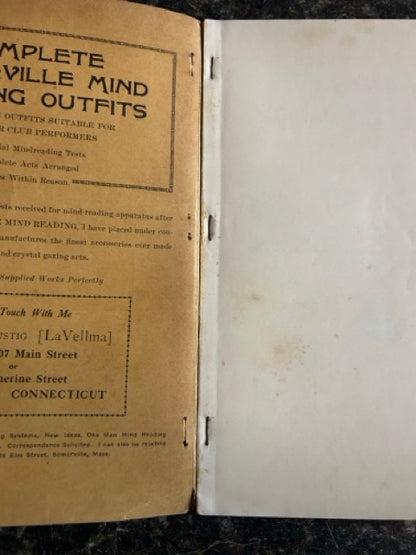 MPLETE
VILLE MIND
NG OUTFITS
OUTFITS SUITABLE FOR
R CLUB PERFORMERS
ial Mindreading Tests
plete Acts Arranged
s Within Reason
sts received for mind-reading apparatus after
E MIND READING, I have placed under con-
anufactures the finest accessories ever made
nd crystal gazing acts.
Supplied Works Perfectly
Touch With Me
USTIG [LaVellma]
07 Main Street
or
herine Street
CONNECTICUT
ng Systems, New Ideas, One Man Mind Reading
Correspondence Solicited. I can also be reached
Elm Street, Somerville, Mass.